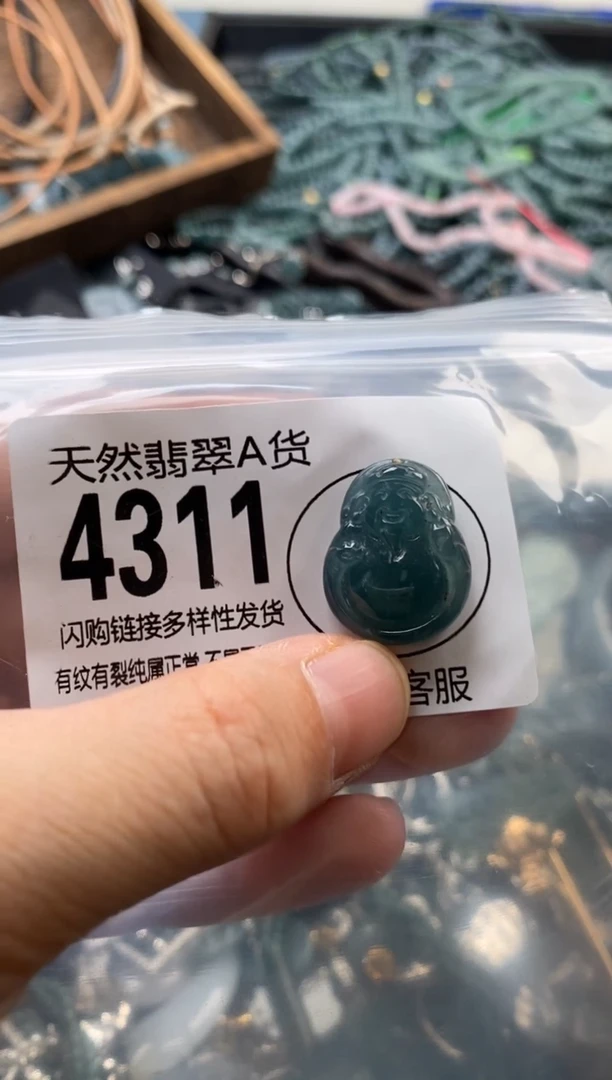 天然翡翠A货
4311
闪购链接多样性发货
有纹有裂纯属正常
客服